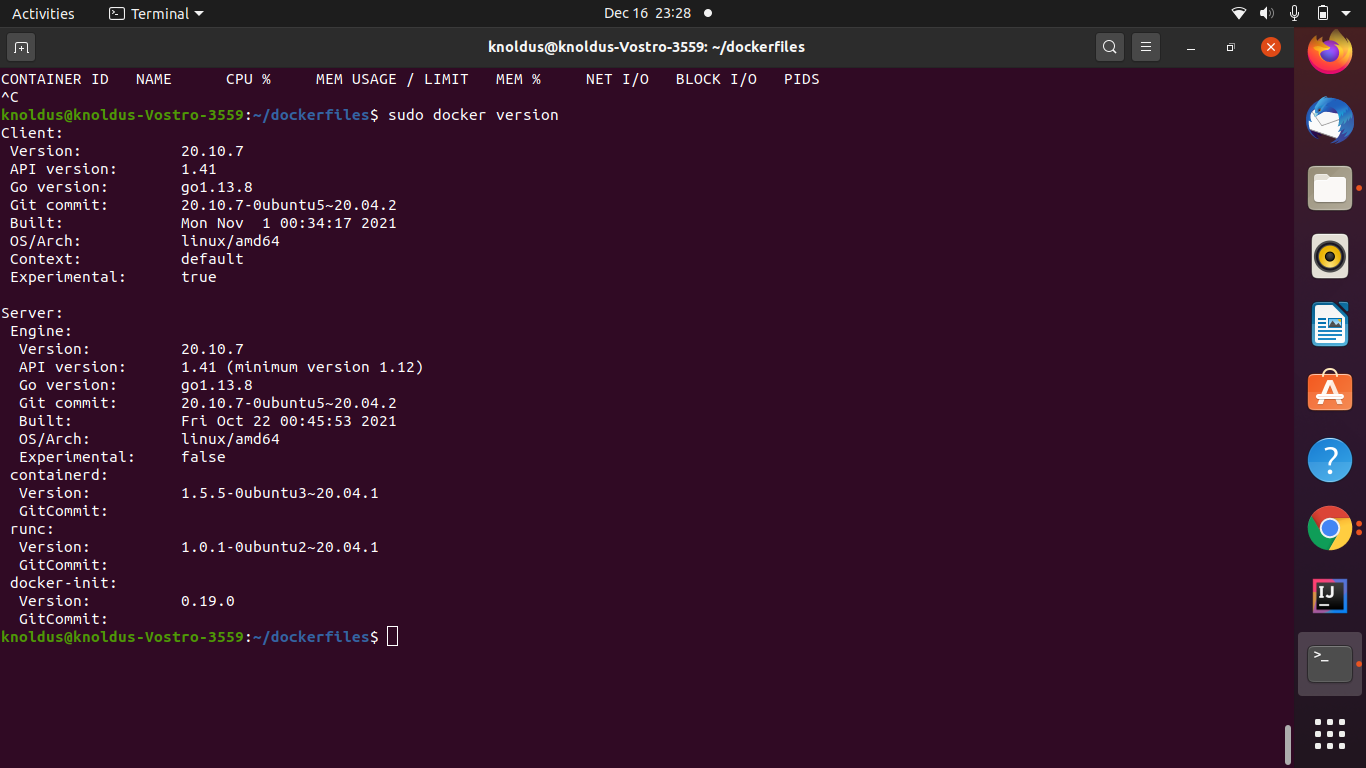 Activities Terminal Dec 16 23:28
knoldus@knoldus-Vostro-3559: ~/dockerfiles
CONTAINER ID   NAME      CPU %     MEM USAGE / LIMIT   MEM %     NET I/O   BLOCK I/O   PIDS
^C
knoldus@knoldus-Vostro-3559:~/dockerfiles$ sudo docker version
Client:
 Version:           20.10.7
 API version:       1.41
 Go version:        go1.13.8
 Git commit:        20.10.7-0ubuntu5~20.04.2
 Built:             Mon Nov  1 00:34:17 2021
 OS/Arch:           linux/amd64
 Context:           default
 Experimental:      true

Server:
 Engine:
  Version:          20.10.7
  API version:      1.41 (minimum version 1.12)
  Go version:       go1.13.8
  Git commit:       20.10.7-0ubuntu5~20.04.2
  Built:            Fri Oct 22 00:45:53 2021
  OS/Arch:          linux/amd64
  Experimental:     false
 containerd:
  Version:          1.5.5-0ubuntu3~20.04.1
  GitCommit:
 runc:
  Version:          1.0.1-0ubuntu2~20.04.1
  GitCommit:
 docker-init:
  Version:          0.19.0
  GitCommit:
knoldus@knoldus-Vostro-3559:~/dockerfiles$
A
?
IJ
>_